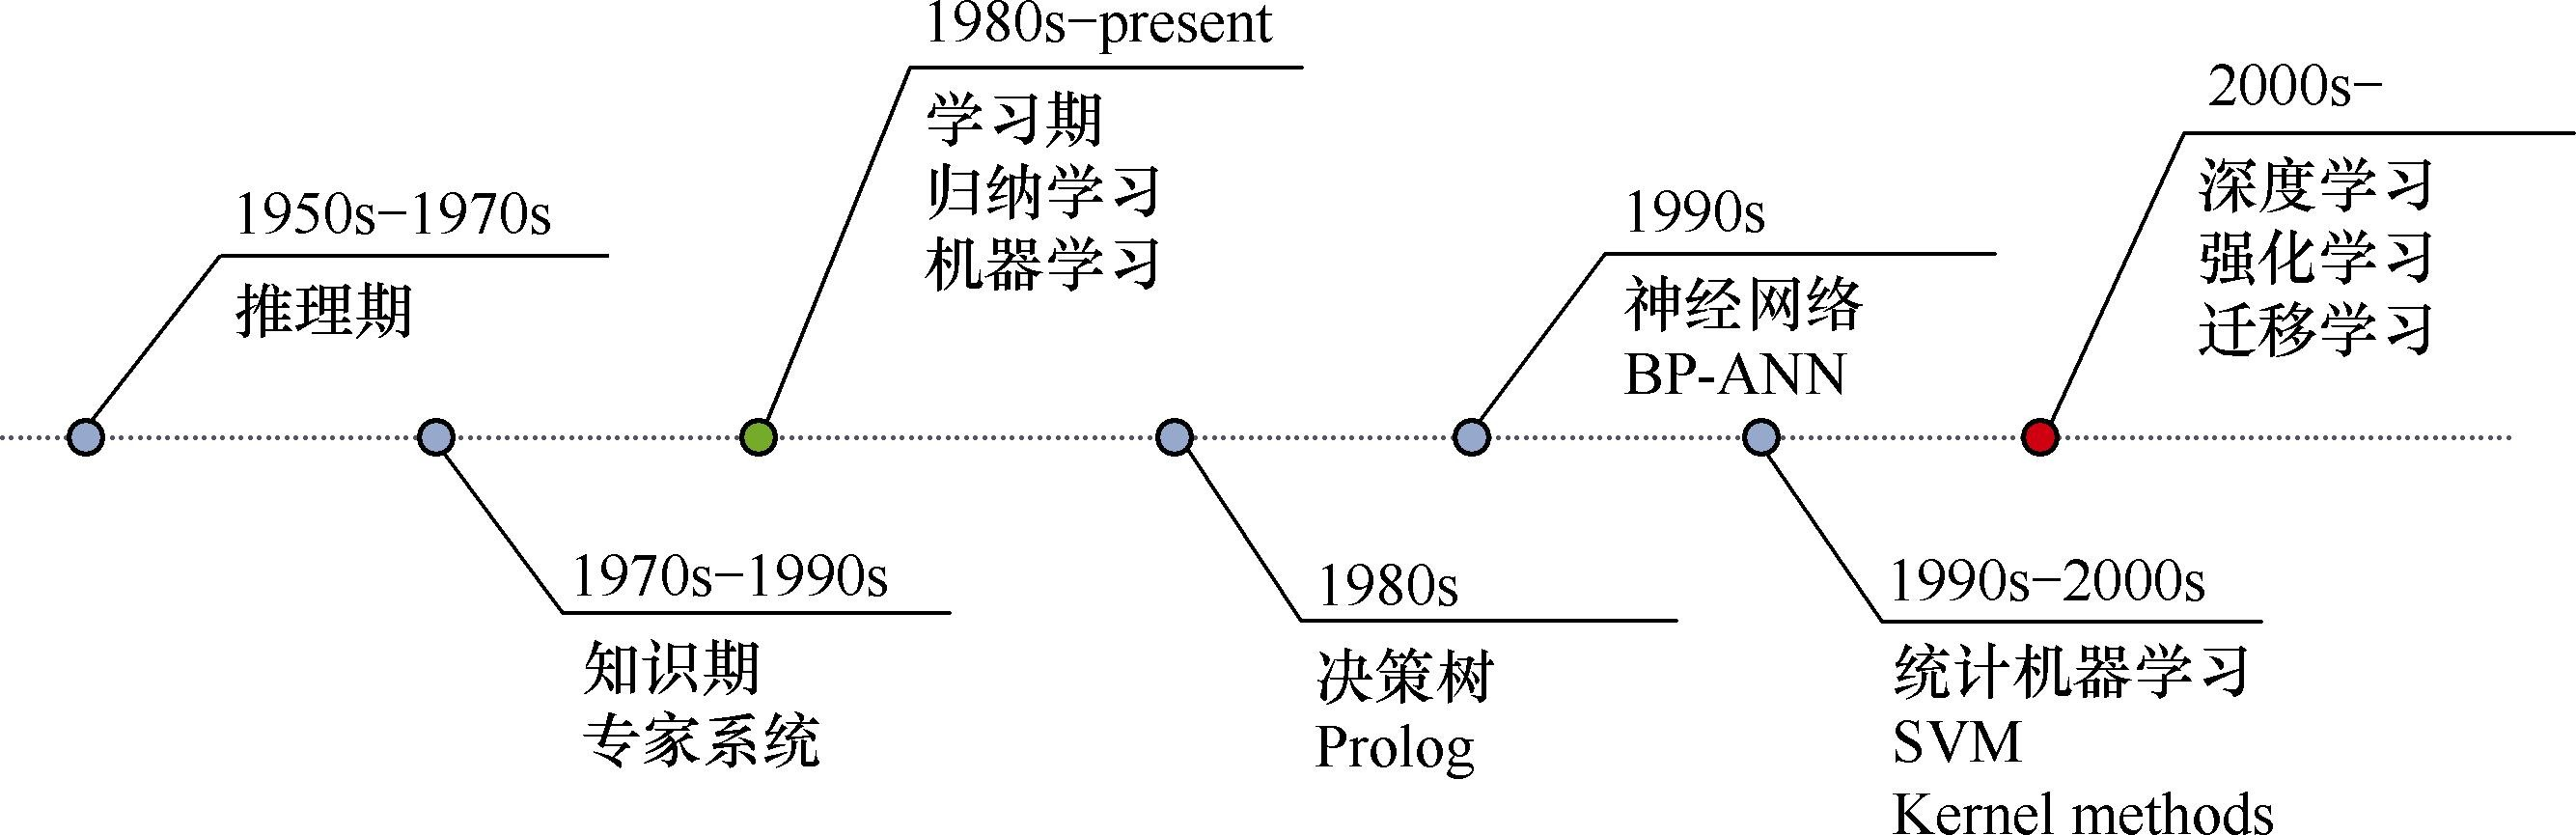 1950s−1970s
推理期
1970s−1990s
知识期
专家系统
1980s−present
学习期
归纳学习
机器学习
1980s
决策树
Prolog
1990s
神经网络
BP-ANN
1990s−2000s
统计机器学习
SVM
Kernel methods
2000s−
深度学习
强化学习
迁移学习